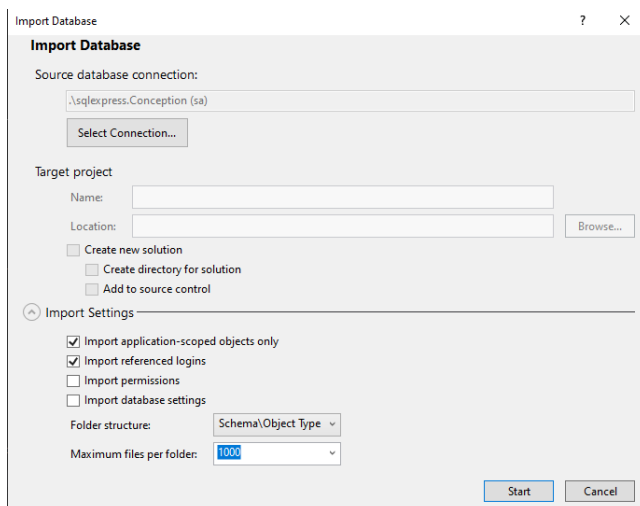 Import Database
?
Import Database
Source database connection:
.\sqlexpress.Conception (sa)
Select Connection...
Target project
Name:
Location:
Browse...
Create new solution
Create directory for solution
Add to source control
Import Settings
Import application-scoped objects only
Import referenced logins
Import permissions
Import database settings
Folder structure: Schema\Object Type
Maximum files per folder: 1000
Start Cancel